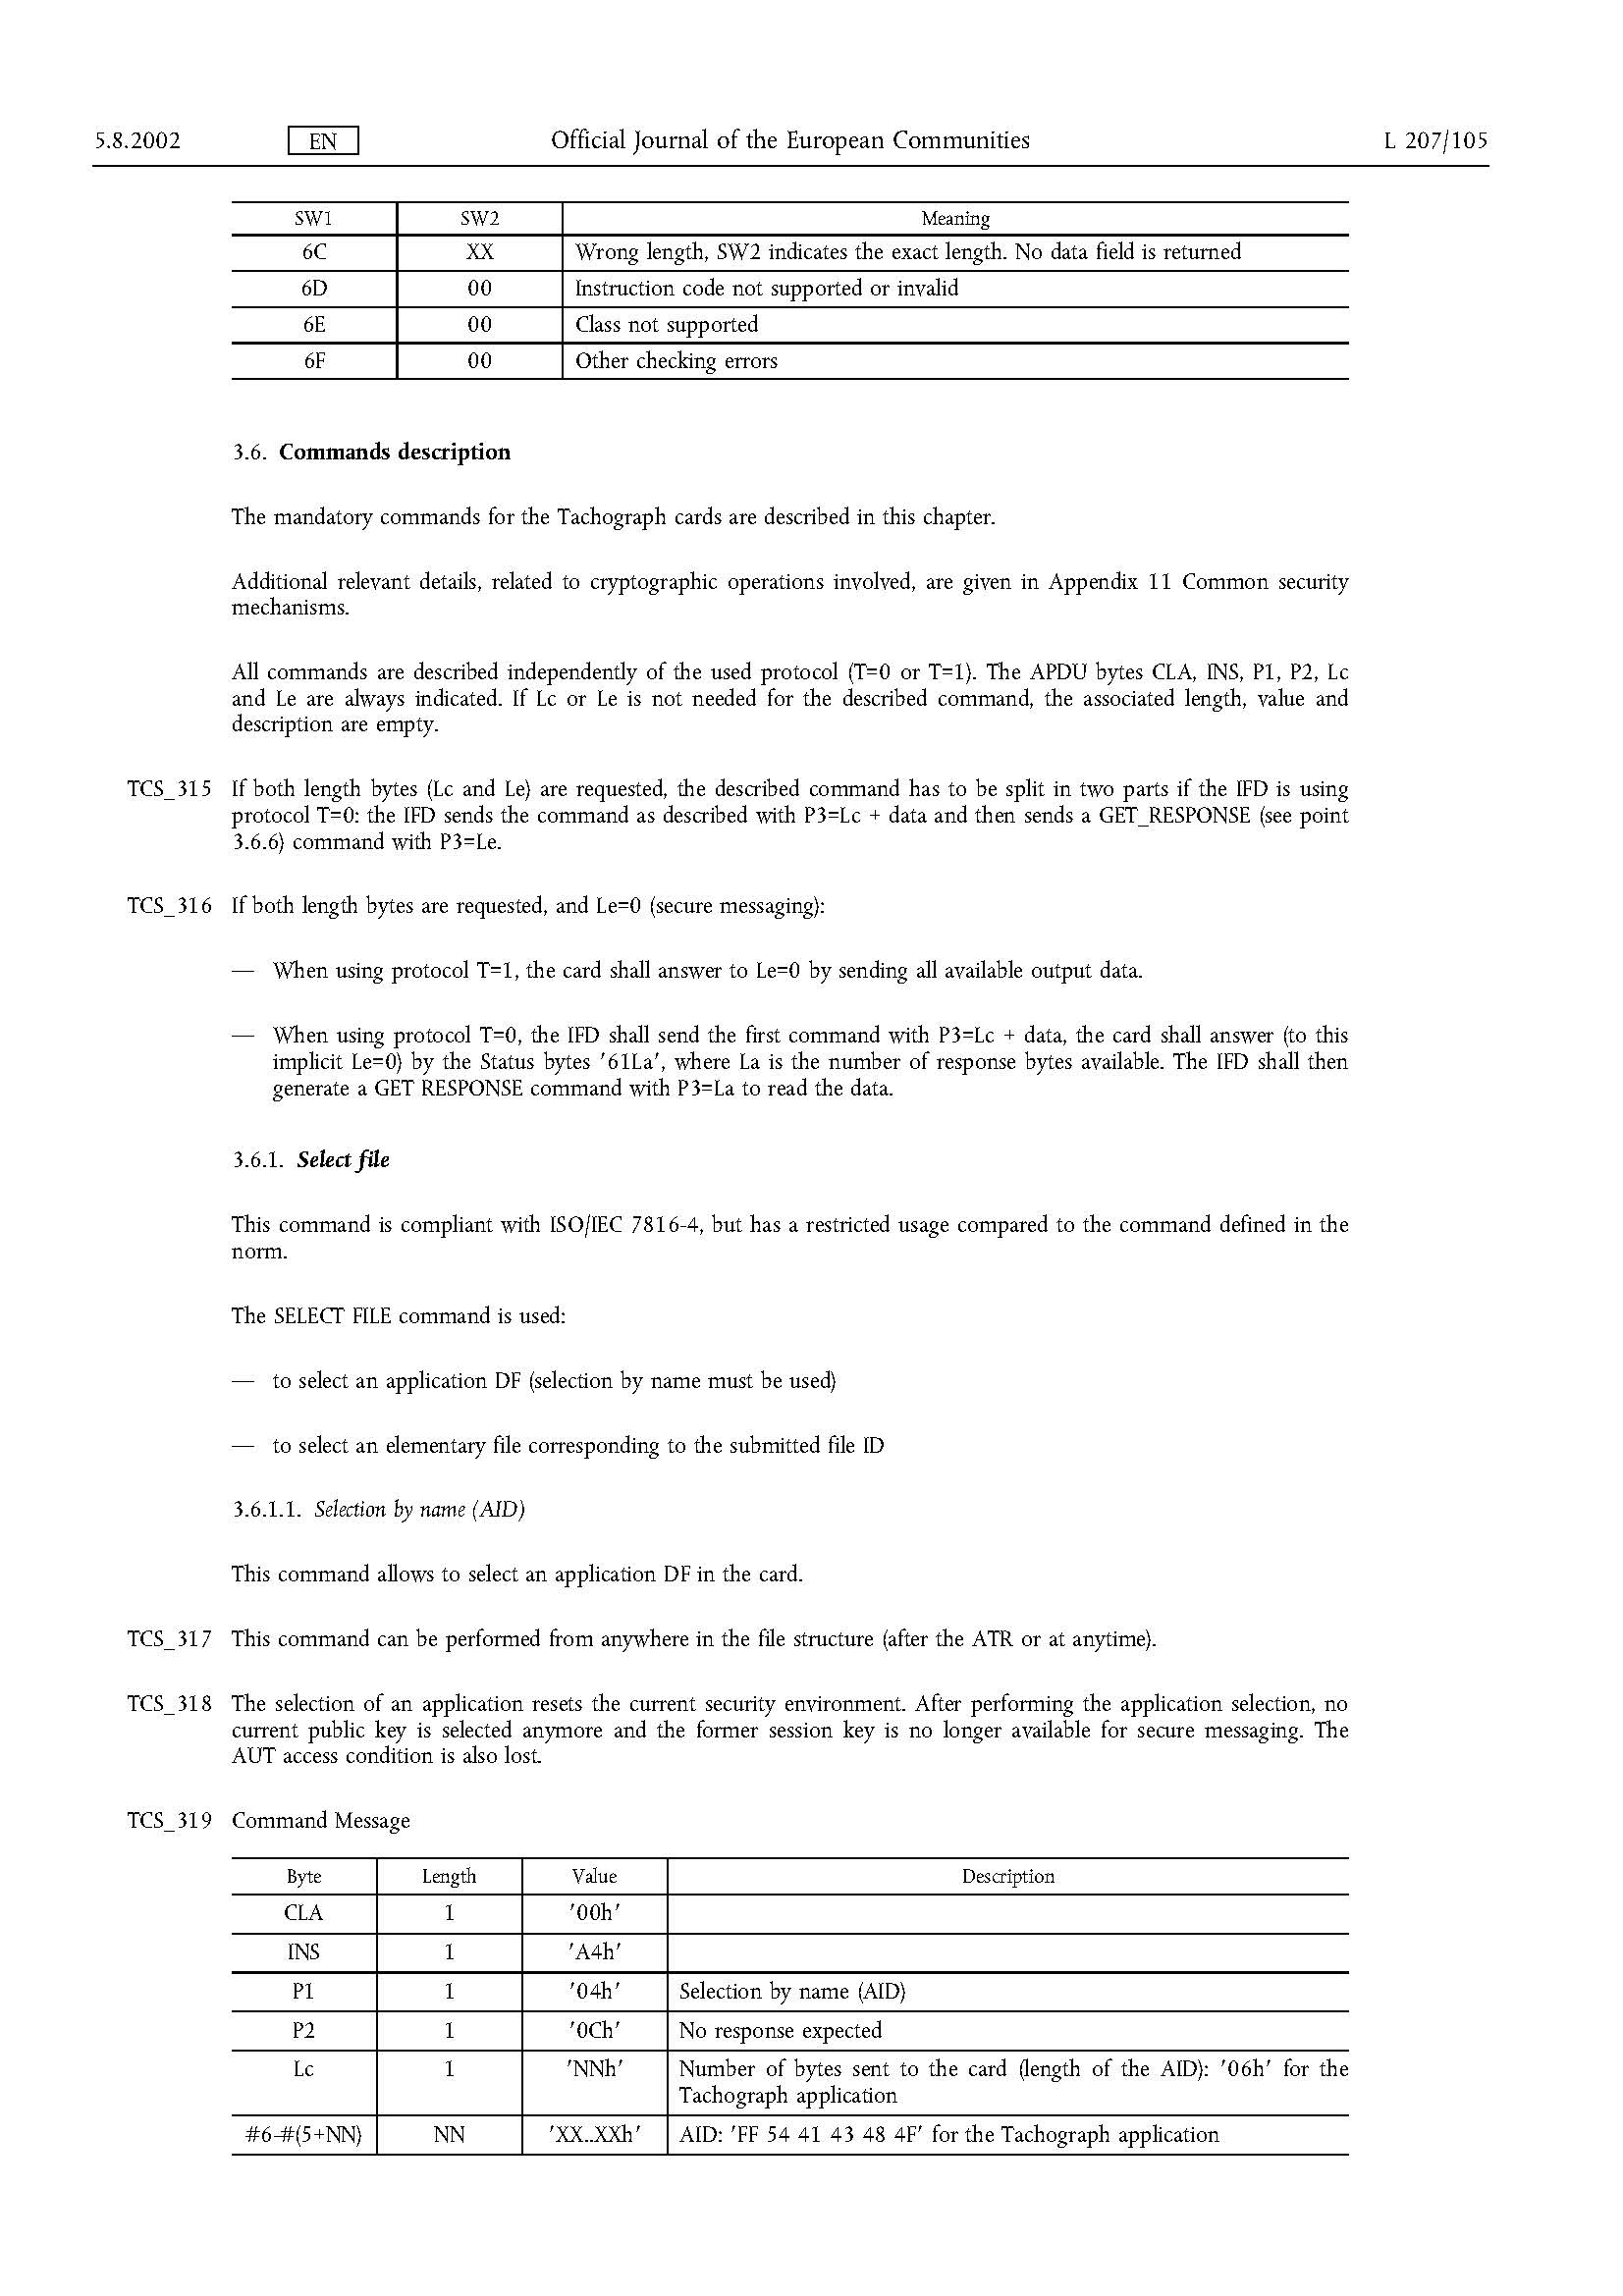 5.8.2002 EN Official Journal of the European Communities L 207/105
SW1 SW2 Meaning
6C XX Wrong length, SW2 indicates the exact length. No data field is returned
6D 00 Instruction code not supported or invalid
6E 00 Class not supported
6F 00 Other checking errors
3.6. Commands description
The mandatory commands for the Tachograph cards are described in this chapter.
Additional relevant details, related to cryptographic operations involved, are given in Appendix 11 Common security
mechanisms.
All commands are described independently of the used protocol (T=0 or T=1). The APDU bytes CLA, INS, P1, P2, Lc
and Le are always indicated. If Lc or Le is not needed for the described command, the associated length, value and
description are empty.
TCS_315 If both length bytes (Lc and Le) are requested, the described command has to be split in two parts if the IFD is using
protocol T=0: the IFD sends the command as described with P3=Lc + data and then sends a GET_RESPONSE (see point
3.6.6) command with P3=Le.
TCS_316 If both length bytes are requested, and Le=0 (secure messaging):
— When using protocol T=1, the card shall answer to Le=0 by sending all available output data.
— When using protocol T=0, the IFD shall send the first command with P3=Lc + data, the card shall answer (to this
implicit Le=0) by the Status bytes '61La', where La is the number of response bytes available. The IFD shall then
generate a GET RESPONSE command with P3=La to read the data.
3.6.1. Select file
This command is compliant with ISO/IEC 7816-4, but has a restricted usage compared to the command defined in the
norm.
The SELECT FILE command is used:
— to select an application DF (selection by name must be used)
— to select an elementary file corresponding to the submitted file ID
3.6.1.1. Selection by name (AID)
This command allows to select an application DF in the card.
TCS_317 This command can be performed from anywhere in the file structure (after the ATR or at anytime).
TCS_318 The selection of an application resets the current security environment. After performing the application selection, no
current public key is selected anymore and the former session key is no longer available for secure messaging. The
AUT access condition is also lost.
TCS_319 Command Message
Byte Length Value Description
CLA 1 '00h'
INS 1 'A4h'
P1 1 '04h' Selection by name (AID)
P2 1 '0Ch' No response expected
Lc 1 'NNh' Number of bytes sent to the card (length of the AID): '06h' for the
Tachograph application
#6-#(5+NN) NN 'XX..XXh' AID: 'FF 54 41 43 48 4F' for the Tachograph application